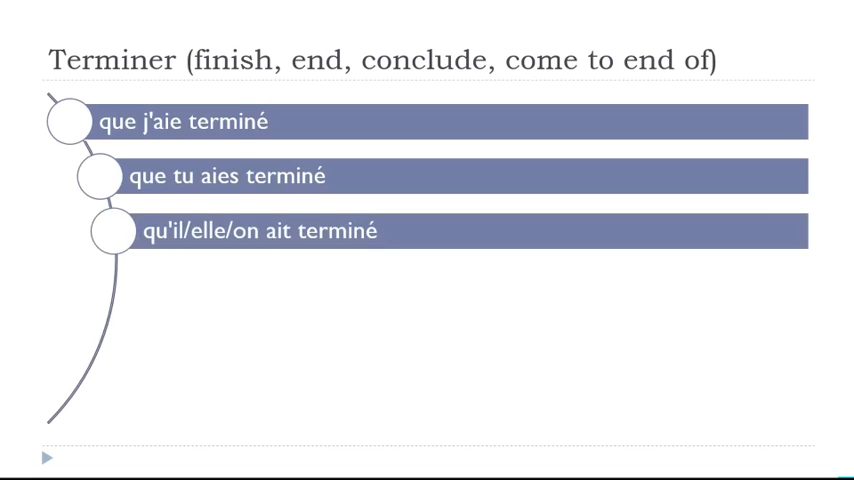 Terminer (finish, end, conclude, come to end of)
que j'aie terminé
que tu aies terminé
qu'il/elle/on ait terminé